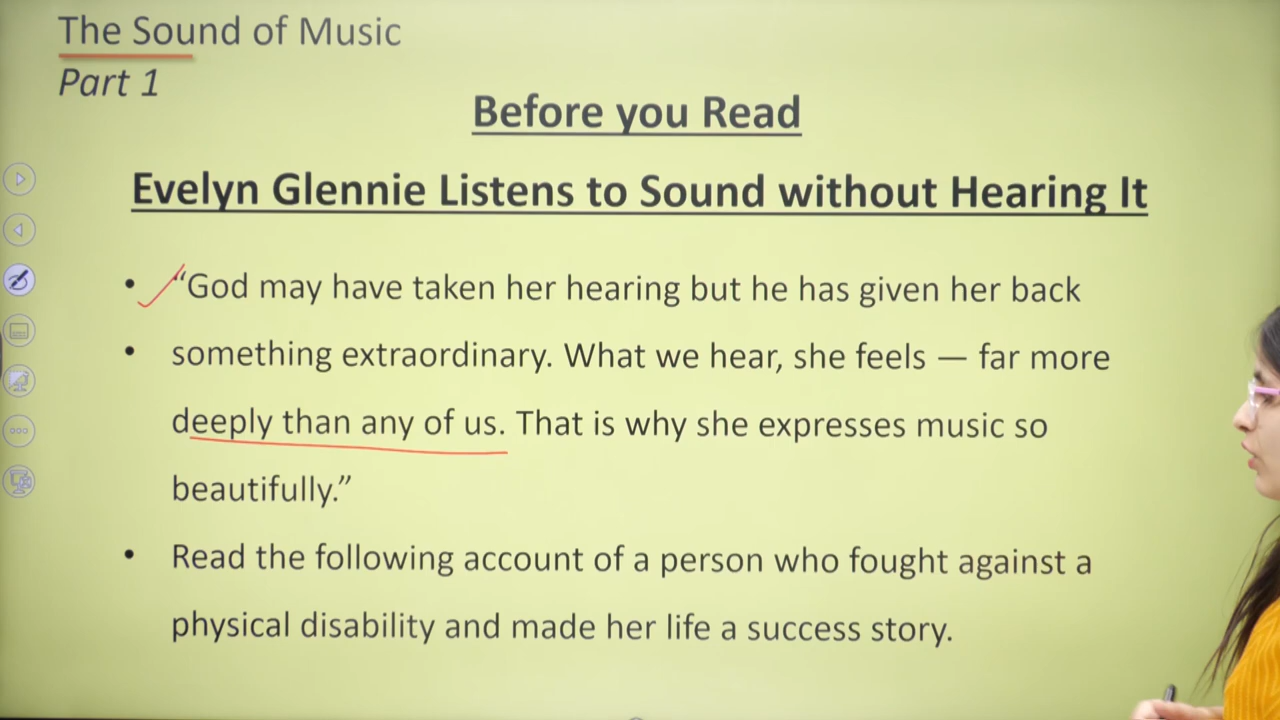 The Sound of Music
Part 1
Before you Read
Evelyn Glennie Listens to Sound without Hearing It
• “God may have taken her hearing but he has given her back
• something extraordinary. What we hear, she feels — far more
deeply than any of us. That is why she expresses music so
beautifully.”
• Read the following account of a person who fought against a
physical disability and made her life a success story.